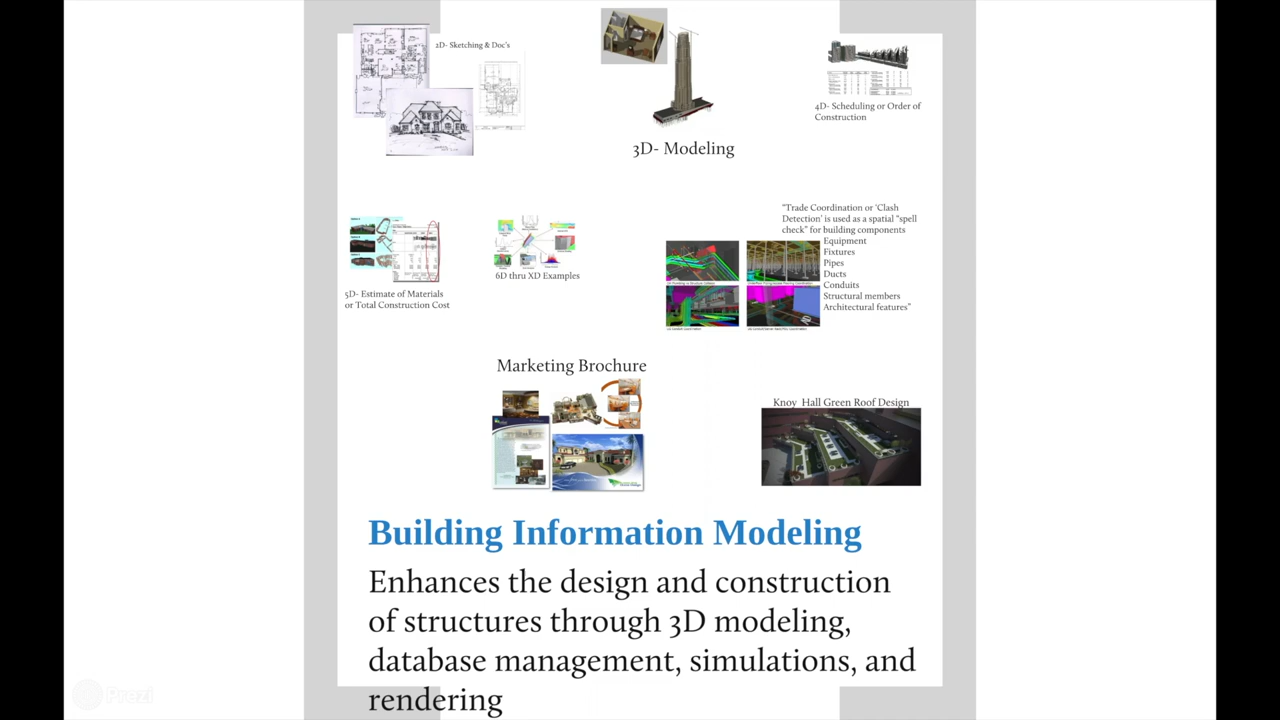 2D- Sketching & Doc's
3D- Modeling
4D- Scheduling or Order of
Construction
5D- Estimate of Materials
or Total Construction Cost
6D thru XD Examples
"Trade Coordination or 'Clash
Detection' is used as a spatial "spell
check" for building components
Equipment
Fixtures
Pipes
Ducts
Conduits
Structural members
Architectural features"
Marketing Brochure
Knoy Hall Green Roof Design
Building Information Modeling
Enhances the design and construction
of structures through 3D modeling,
database management, simulations, and
rendering
Prezi